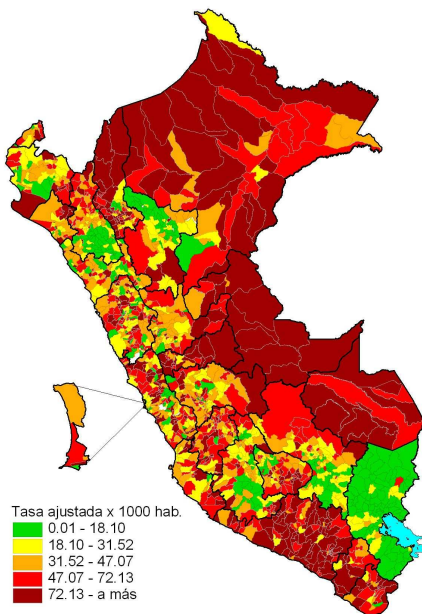 Tasa ajustada x 1000 hab.
0.01 - 18.10
18.10 - 31.52
31.52 - 47.07
47.07 - 72.13
72.13 - a más